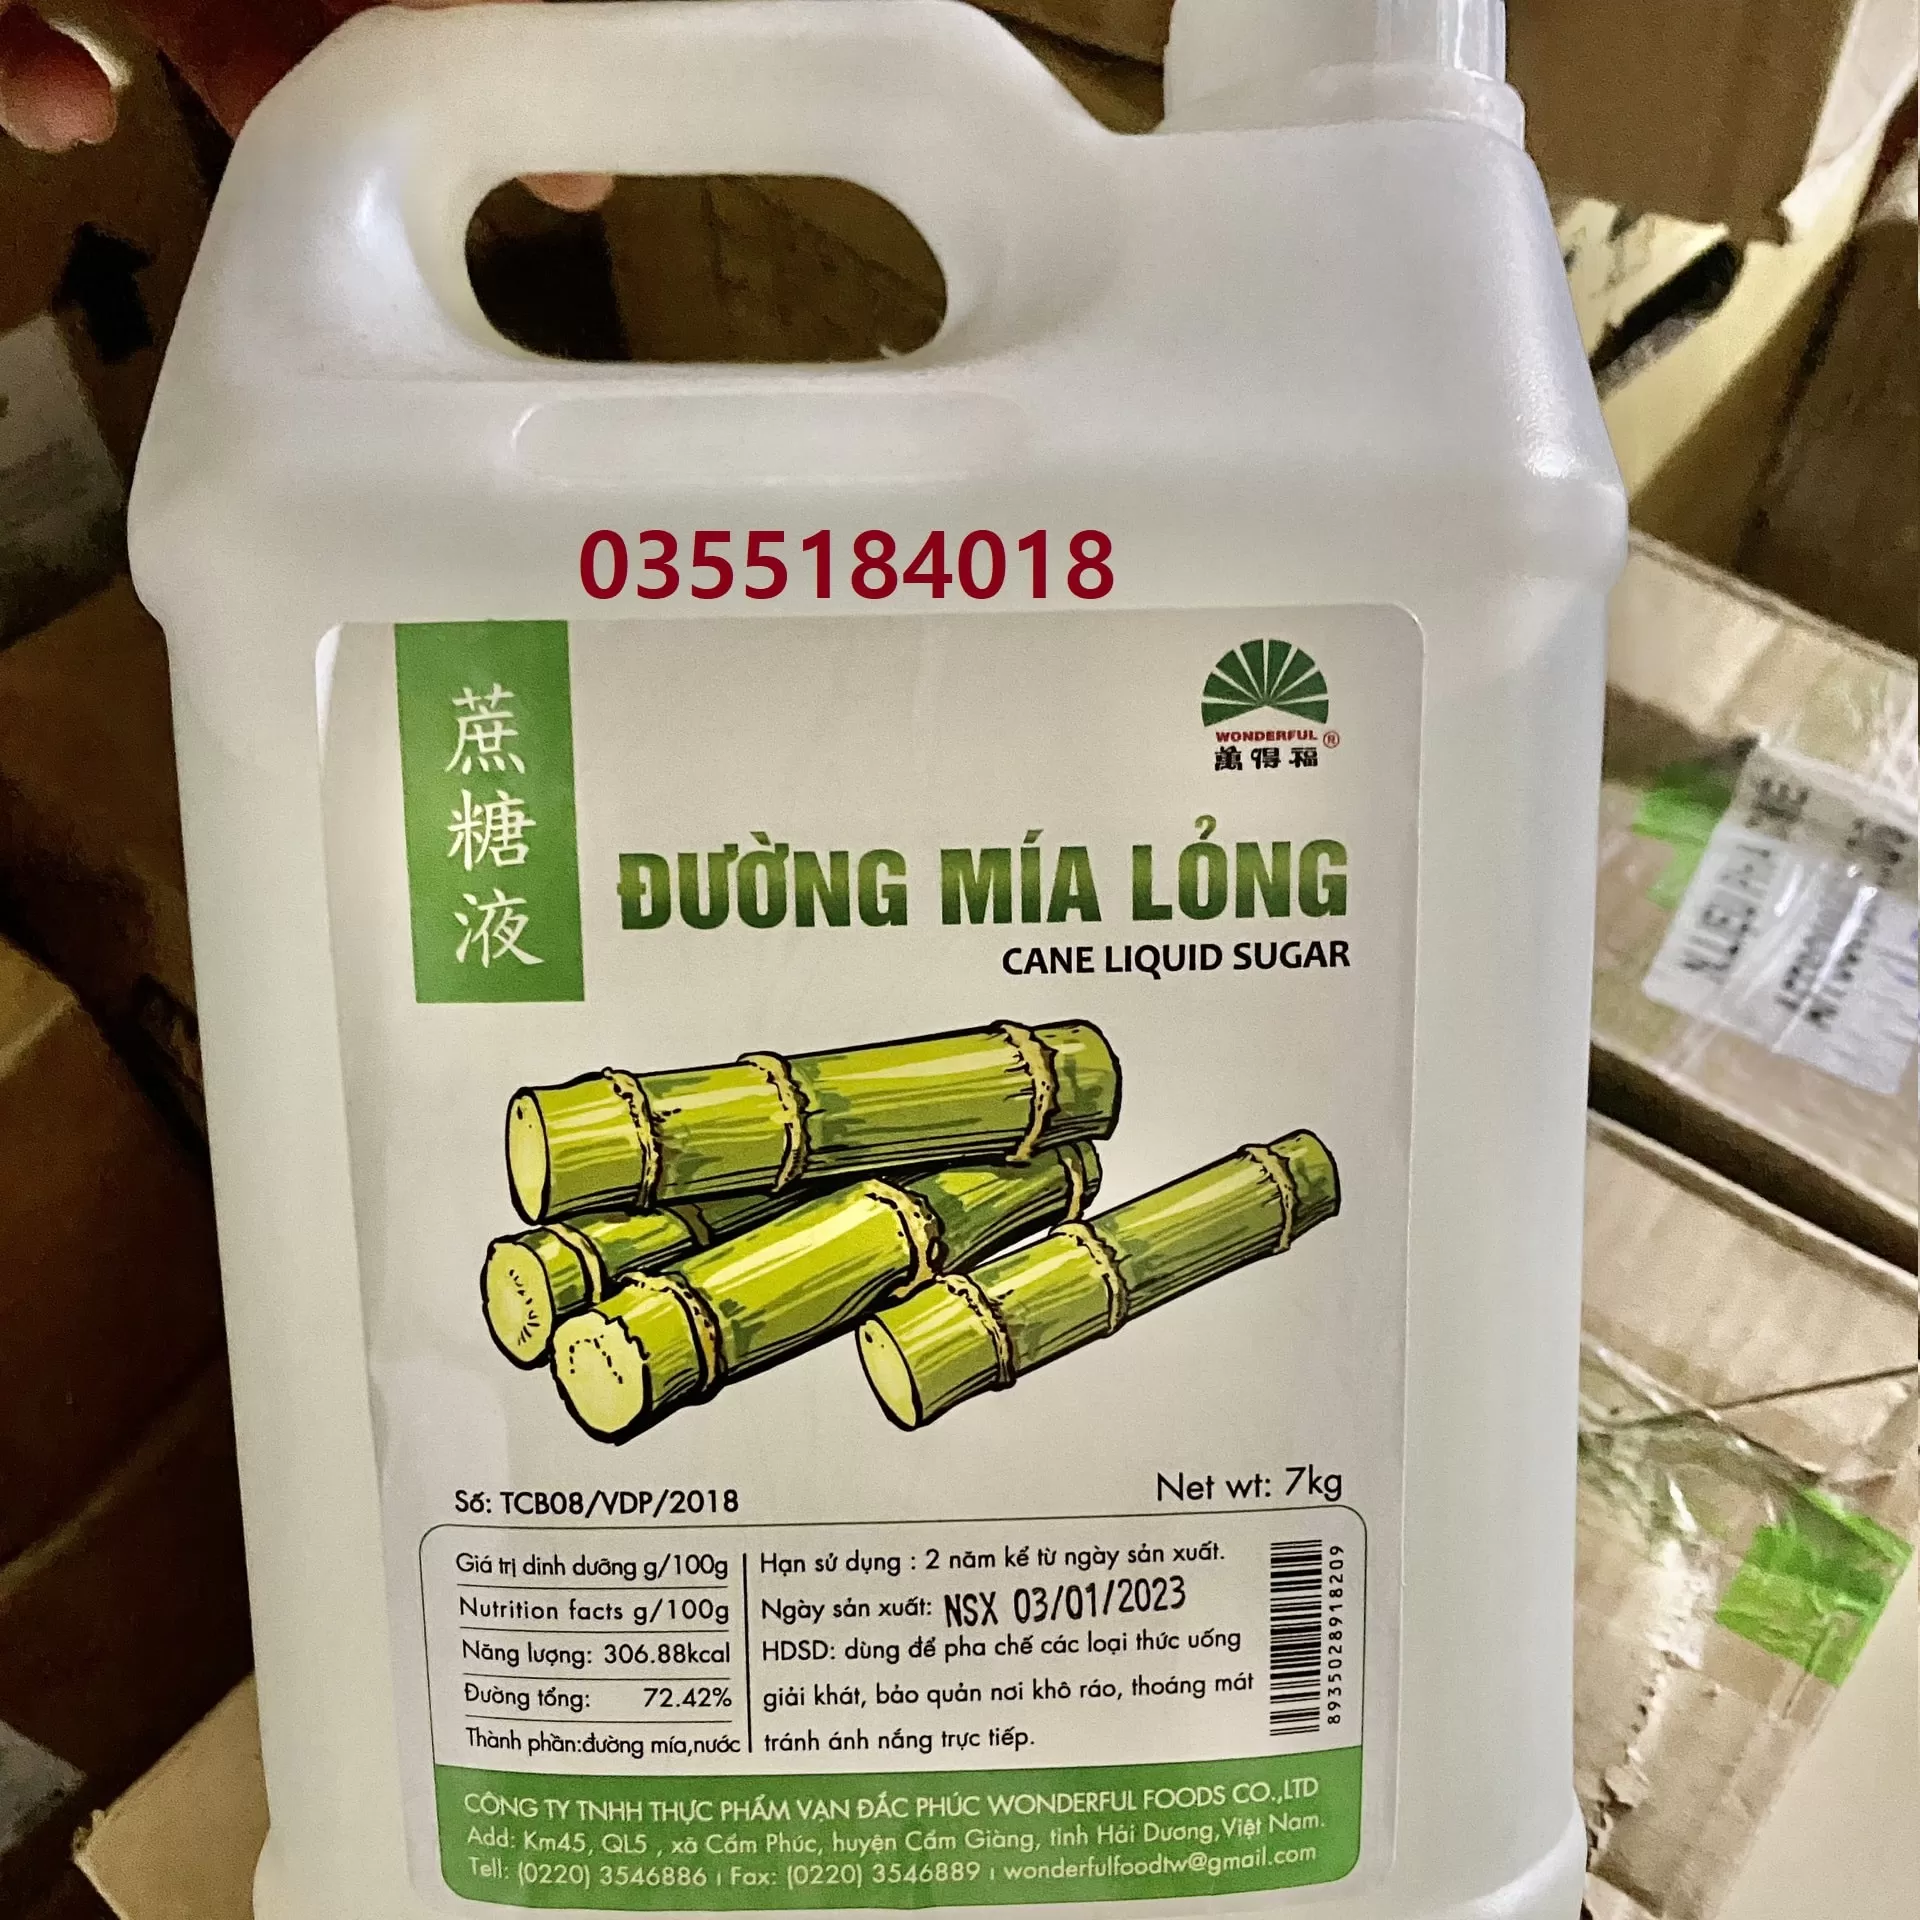 0355184018
蔗糖液
WONDERFUL ®
萬得福
ĐƯỜNG MÍA LỎNG
CANE LIQUID SUGAR
Số: TCB08/VDP/2018
Net wt: 7kg
Giá trị dinh dưỡng g/100g
Nutrition facts g/100g
Năng lượng: 306.88kcal
Đường tổng: 72.42%
Thành phần:đường mía,nước
Hạn sử dụng : 2 năm kể từ ngày sản xuất.
Ngày sản xuất: NSX 03/01/2023
HDSD: dùng để pha chế các loại thức uống
giải khát, bảo quản nơi khô ráo, thoáng mát
tránh ánh nắng trực tiếp.
8935028918209
CÔNG TY TNHH THỰC PHẨM VẠN ĐẮC PHÚC WONDERFUL FOODS CO.,LTD
Add: Km45, QL5 , xã Cẩm Phúc, huyện Cẩm Giàng, tỉnh Hải Dương,Việt Nam.
Tell: (0220) 3546886 ı Fax: (0220) 3546889 ı wonderfulfoodtw@gmail.com